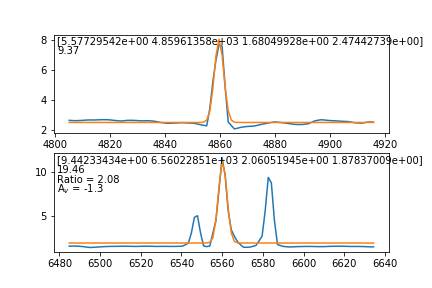 [5.57729542e+00 4.85961358e+03 1.68049928e+00 2.47442739e+00]
9.37
8
6
4
2
4800 4820 4840 4860 4880 4900 4920
[9.44233434e+00 6.56022851e+03 2.06051945e+00 1.87837009e+00]
19.46
Ratio = 2.08
Av = -1.3
10
5
6480 6500 6520 6540 6560 6580 6600 6620 6640